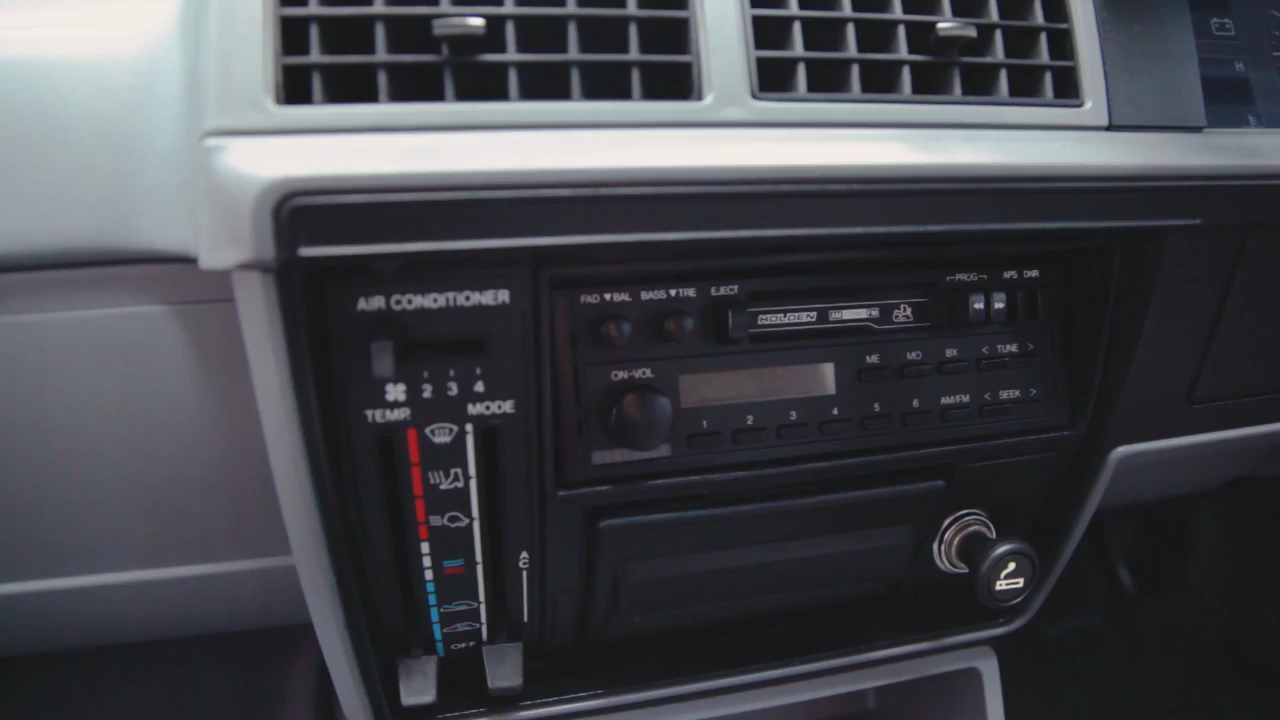 H
AIR CONDITIONER
2 3 4
TEMP. MODE
OFF
A/C
FAD ▼ BAL BASS ▼ TRE EJECT
PROG APS DNR
HOLDEN AM FM
ON-VOL
ME MO BX < TUNE >
1 2 3 4 5 6 AM/FM < SEEK >